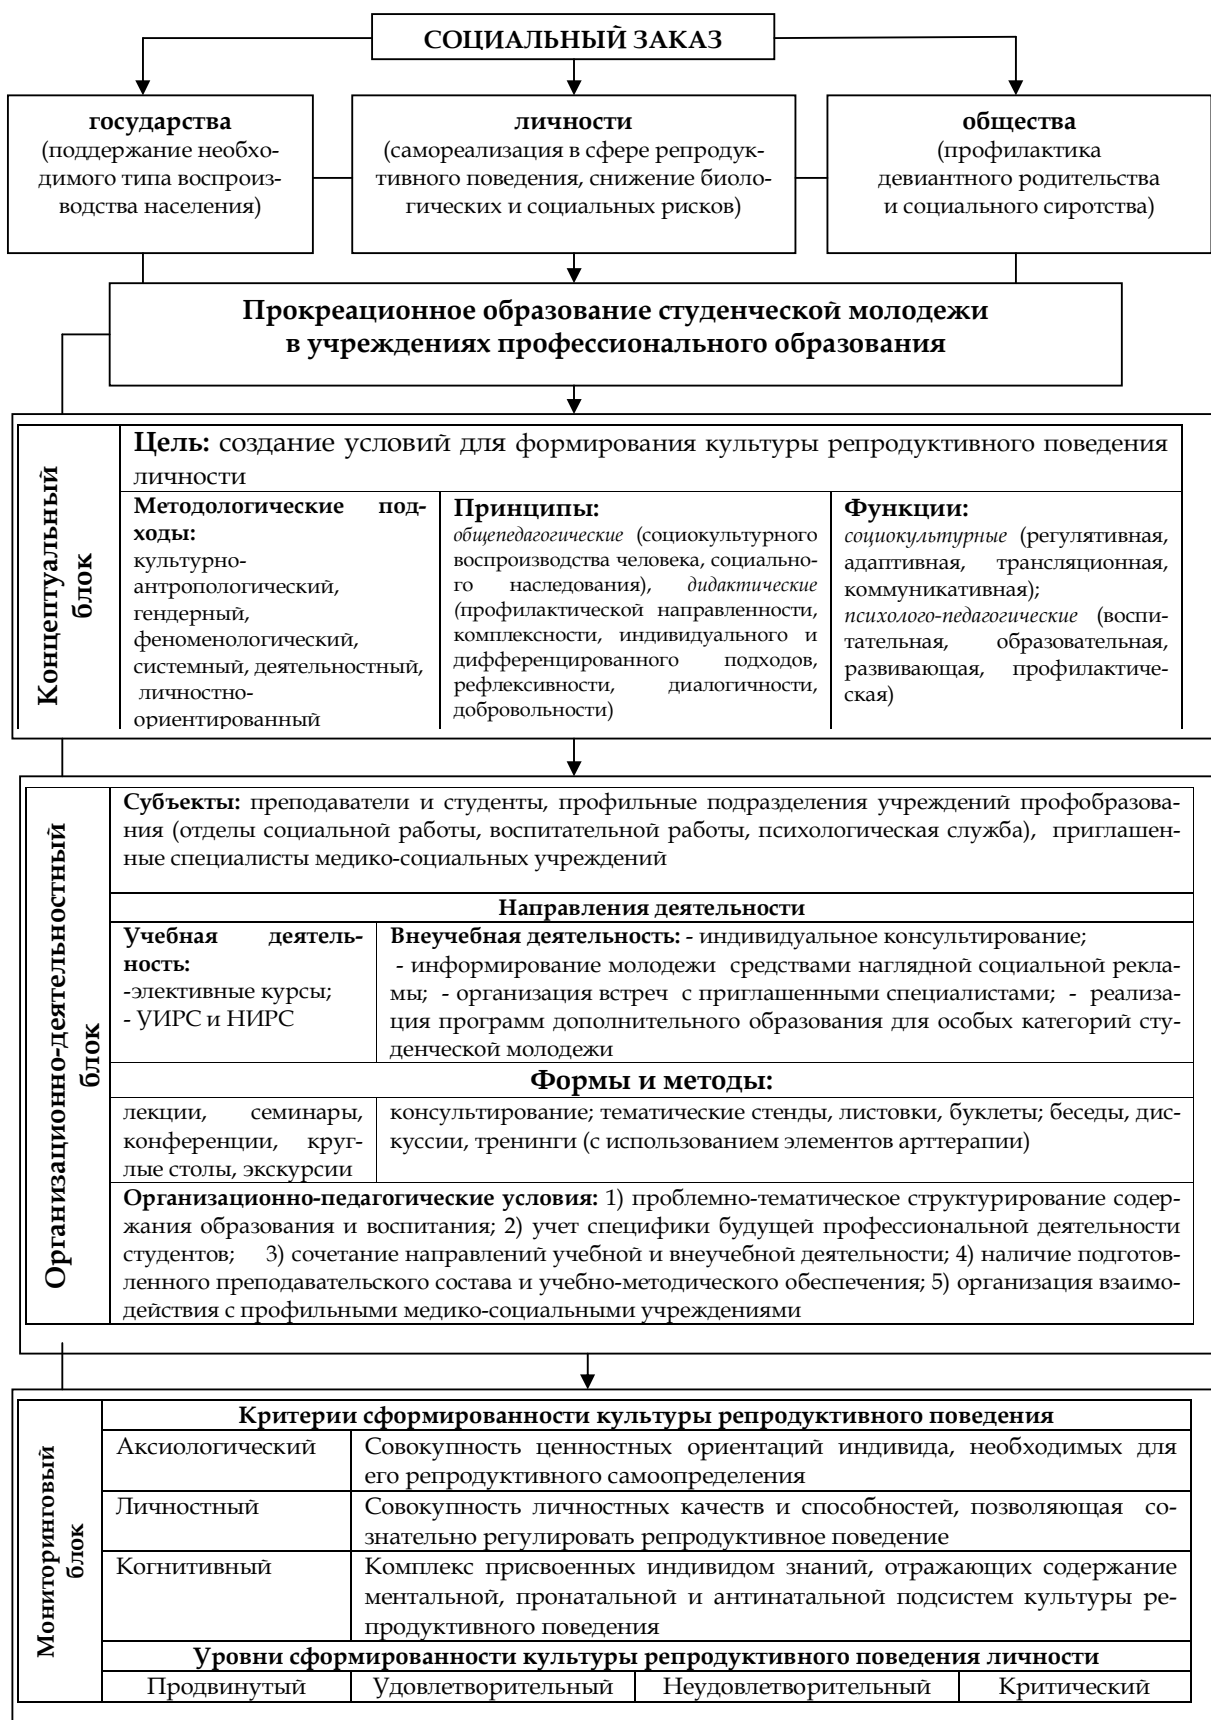 СОЦИАЛЬНЫЙ ЗАКАЗ
государства
(поддержание необхо-
димого типа воспроиз-
водства населения)
личности
(самореализация в сфере репродук-
тивного поведения, снижение биоло-
гических и социальных рисков)
общества
(профилактика
девиантного родительства
и социального сиротства)
Прокреационное образование студенческой молодежи
в учреждениях профессионального образования
Концептуальный
блок
Цель: создание условий для формирования культуры репродуктивного поведения
личности
Методологические под-
ходы:
культурно-
антропологический,
гендерный,
феноменологический,
системный, деятельностный,
личностно-
ориентированный
Принципы:
общепедагогические (социокультурного
воспроизводства человека, социально-
го наследования), дидактические
(профилактической направленности,
комплексности, индивидуального и
дифференцированного подходов,
рефлексивности, диалогичности,
добровольности)
Функции:
социокультурные (регулятивная,
адаптивная, трансляционная,
коммуникативная);
психолого-педагогические (воспи-
тательная, образовательная,
развивающая, профилактиче-
ская)
Организационно-деятельностный
блок
Субъекты: преподаватели и студенты, профильные подразделения учреждений профобразова-
ния (отделы социальной работы, воспитательной работы, психологическая служба), приглашен-
ные специалисты медико-социальных учреждений
Направления деятельности
Учебная деятель-
ность:
-элективные курсы;
- УИРС и НИРС
Внеучебная деятельность: - индивидуальное консультирование;
- информирование молодежи средствами наглядной социальной рекла-
мы; - организация встреч с приглашенными специалистами; - реализа-
ция программ дополнительного образования для особых категорий сту-
денческой молодежи
Формы и методы:
лекции, семинары,
конференции, круг-
лые столы, экскурсии
консультирование; тематические стенды, листовки, буклеты; беседы, дис-
куссии, тренинги (с использованием элементов арттерапии)
Организационно-педагогические условия: 1) проблемно-тематическое структурирование содер-
жания образования и воспитания; 2) учет специфики будущей профессиональной деятельности
студентов; 3) сочетание направлений учебной и внеучебной деятельности; 4) наличие подготов-
ленного преподавательского состава и учебно-методического обеспечения; 5) организация взаимо-
действия с профильными медико-социальными учреждениями
Мониторинговый
блок
Критерии сформированности культуры репродуктивного поведения
Аксиологический
Совокупность ценностных ориентаций индивида, необходимых для
его репродуктивного самоопределения
Личностный
Совокупность личностных качеств и способностей, позволяющая со-
знательно регулировать репродуктивное поведение
Когнитивный
Комплекс присвоенных индивидом знаний, отражающих содержание
ментальной, пронатальной и антинатальной подсистем культуры ре-
продуктивного поведения
Уровни сформированности культуры репродуктивного поведения личности
Продвинутый
Удовлетворительный
Неудовлетворительный
Критический